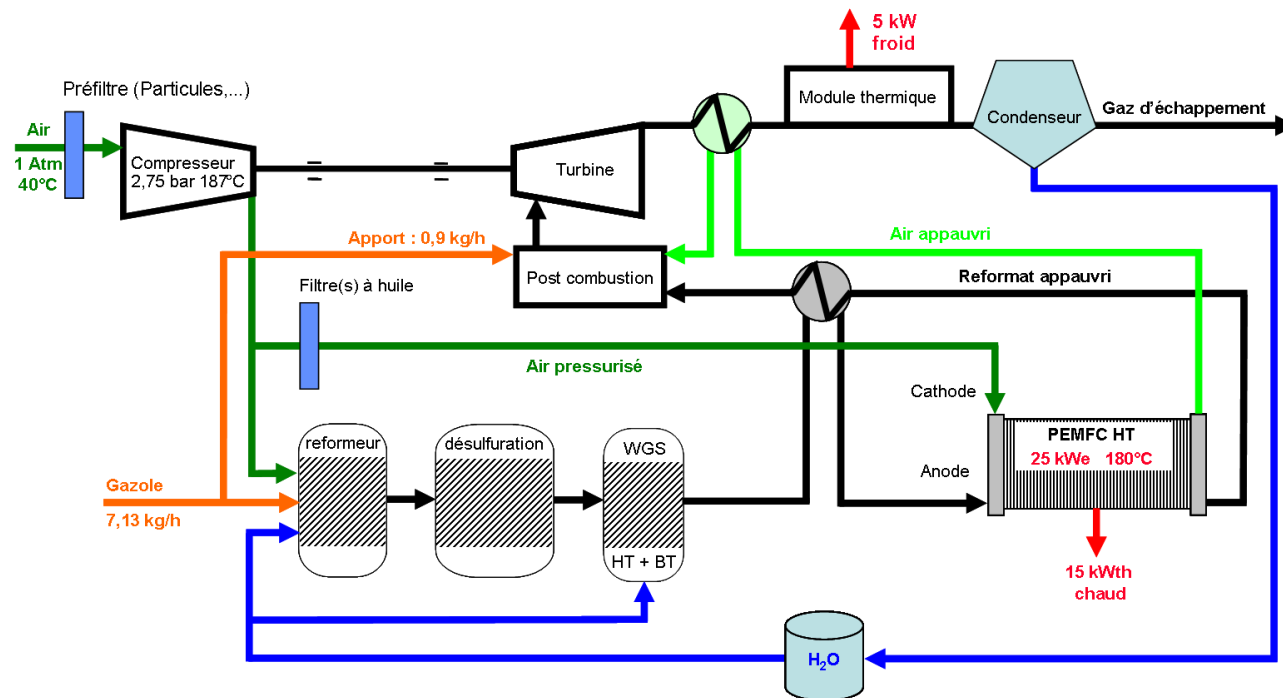 5 kW
froid
Préfiltre (Particules,...)
Module thermique
Condenseur
Gaz d'échappement
Air
1 Atm
40°C
Compresseur
2,75 bar 187°C
Turbine
Apport : 0,9 kg/h
Air appauvri
Post combustion
Reformat appauvri
Filtre(s) à huile
Air pressurisé
Cathode
reformeur
désulfuration
WGS
PEMFC HT
25 kWe 180°C
Anode
Gazole
7,13 kg/h
HT + BT
15 kWth
chaud
H₂O